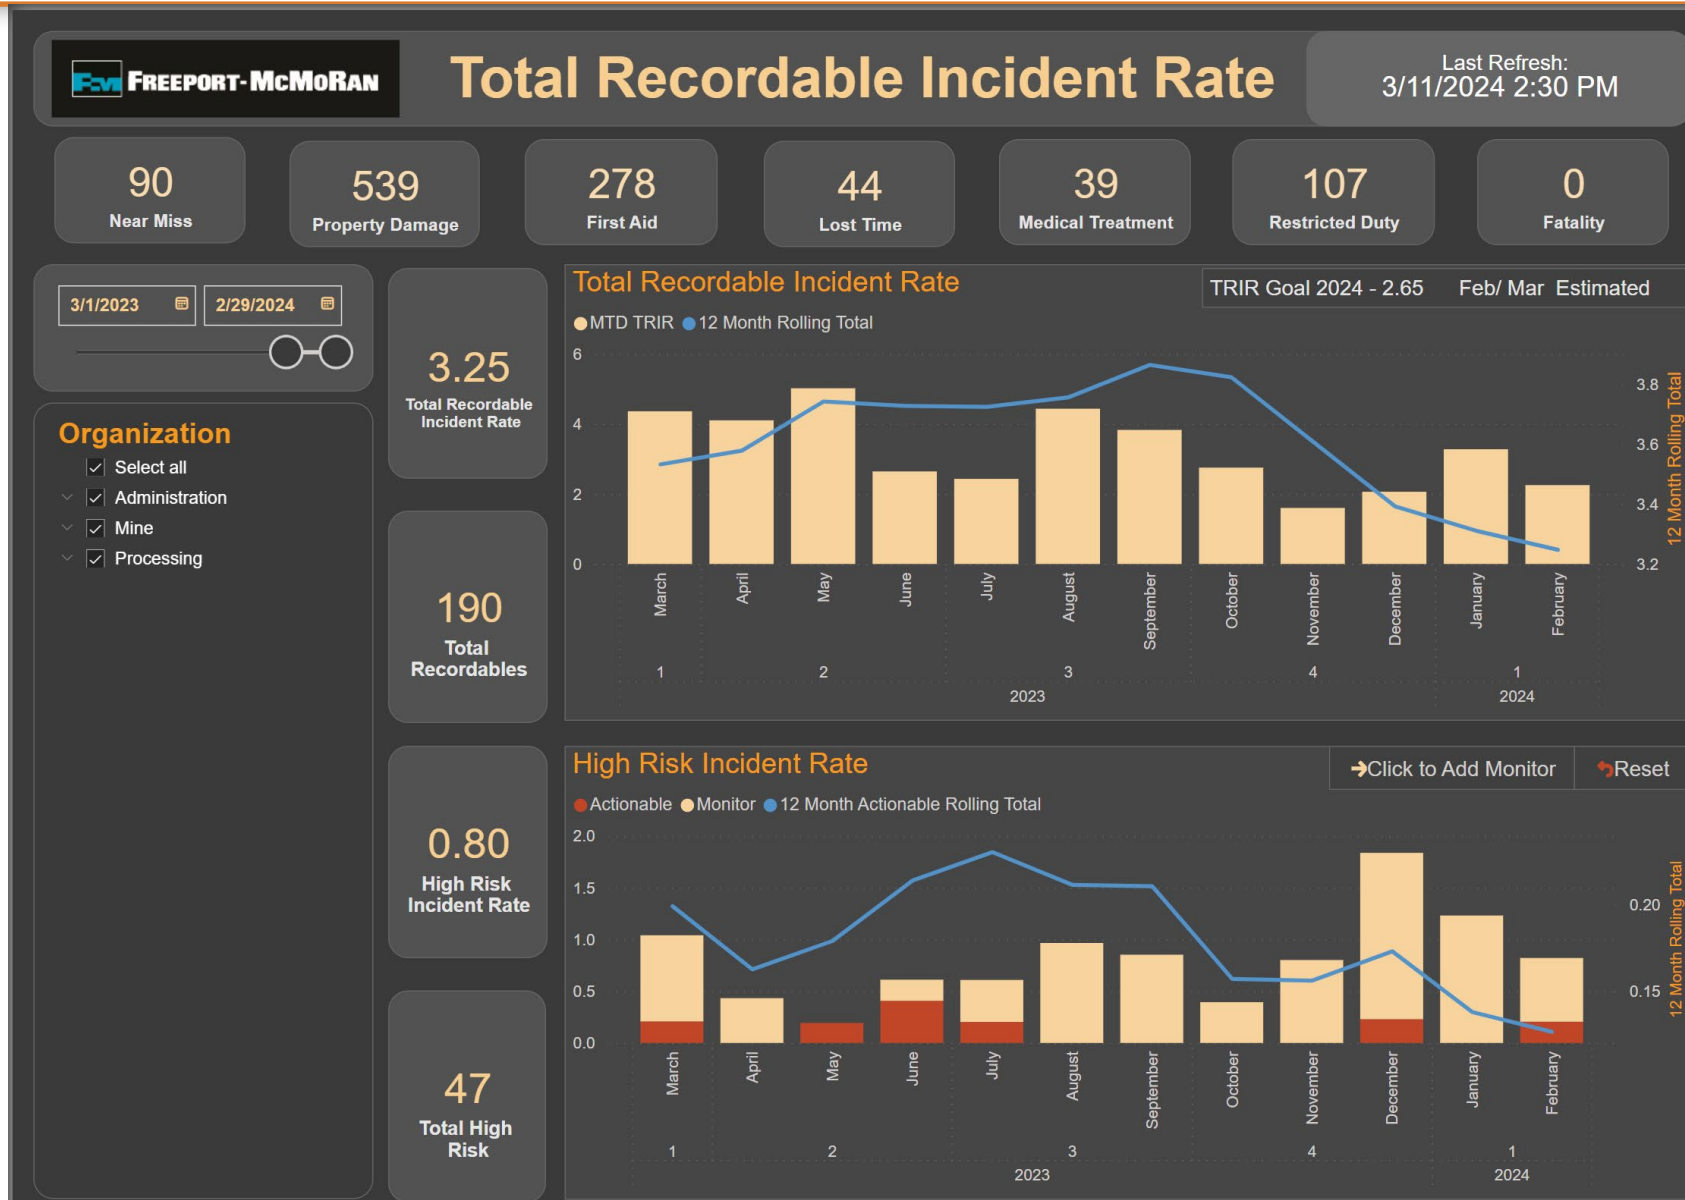 FM FREEPORT-MCMORAN
Total Recordable Incident Rate
Last Refresh:
3/11/2024 2:30 PM
90
Near Miss
539
Property Damage
278
First Aid
44
Lost Time
39
Medical Treatment
107
Restricted Duty
0
Fatality
3/1/2023
2/29/2024
Organization
Select all
Administration
Mine
Processing
3.25
Total Recordable
Incident Rate
190
Total
Recordables
0.80
High Risk
Incident Rate
47
Total High
Risk
Total Recordable Incident Rate
TRIR Goal 2024 - 2.65 Feb/ Mar Estimated
MTD TRIR 12 Month Rolling Total
6
4
2
0
3.8
3.6
3.4
3.2
12 Month Rolling Total
March
April
May
June
July
August
September
October
November
December
January
February
1 2 3 4 1
2023 2024
High Risk Incident Rate
Click to Add Monitor
Reset
Actionable Monitor 12 Month Actionable Rolling Total
2.0
1.5
1.0
0.5
0.0
0.20
0.15
12 Month Rolling Total
March
April
May
June
July
August
September
October
November
December
January
February
1 2 3 4 1
2023 2024